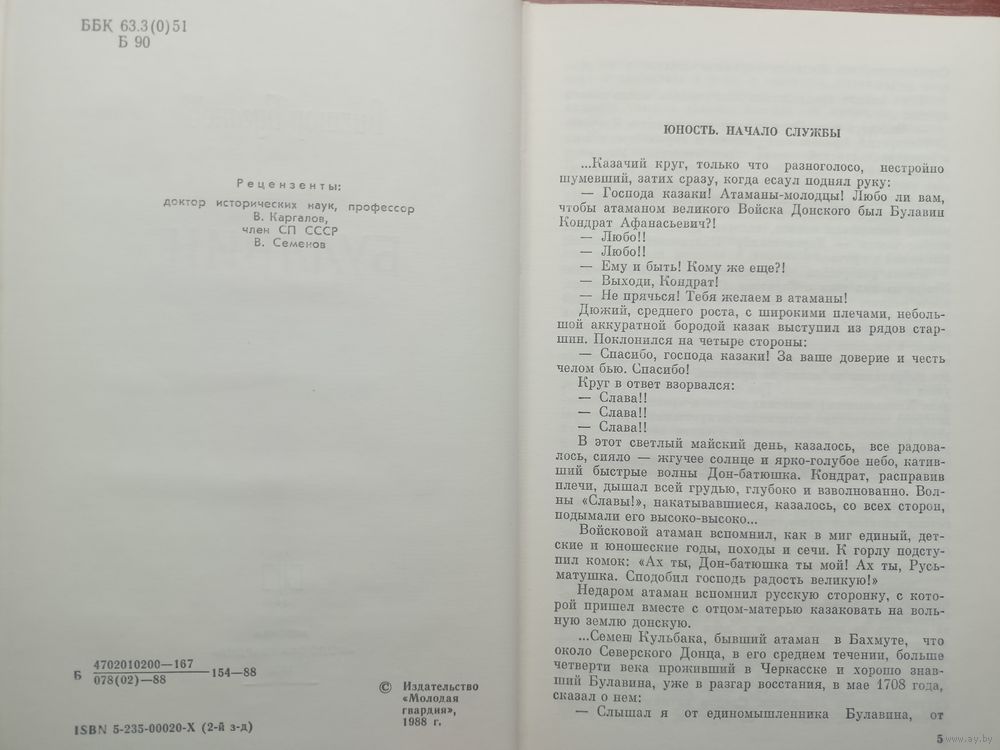 ББК 63.3(0)51
Б 90
Рецензенты:
доктор исторических наук, профессор
В. Каргалов,
член СП СССР
В. Семенов
Б 4702010200—167 154—88
078(02)—88
© Издательство
«Молодая
гвардия»,
1988 г.
ISBN 5-235-00020-X (2-й з-д)
ЮНОСТЬ. НАЧАЛО СЛУЖБЫ
...Казачий круг, только что разноголосо, нестройно
шумевший, затих сразу, когда есаул поднял руку:
— Господа казаки! Атаманы-молодцы! Любо ли вам,
чтобы атаманом великого Войска Донского был Булавин
Кондрат Афанасьевич?!
— Любо!!
— Любо!!
— Ему и быть! Кому же еще?!
— Выходи, Кондрат!
— Не прячься! Тебя желаем в атаманы!
Дюжий, среднего роста, с широкими плечами, неболь-
шой аккуратной бородой казак выступил из рядов стар-
шин. Поклонился на четыре стороны:
— Спасибо, господа казаки! За ваше доверие и честь
челом бью. Спасибо!
Круг в ответ взорвался:
— Слава!!
— Слава!!
— Слава!!
В этот светлый майский день, казалось, все радова-
лось, сияло — жгучее солнце и ярко-голубое небо, катив-
ший быстрые волны Дон-батюшка. Кондрат, расправив
плечи, дышал всей грудью, глубоко и взволнованно. Вол-
ны «Славы!», накатывавшиеся, казалось, со всех сторон,
подымали его высоко-высоко...
Войсковой атаман вспомнил, как в миг единый, дет-
ские и юношеские годы, походы и сечи. К горлу подсту-
пил комок: «Ах ты, Дон-батюшка ты мой! Ах ты, Русь-
матушка. Сподобил господь радость великую!»
Недаром атаман вспомнил русскую сторонку, с кото-
рой пришел вместе с отцом-матерью казаковать на воль-
ную землю донскую.
...Семен Кульбака, бывший атаман в Бахмуте, что
около Северского Донца, в его среднем течении, больше
четверти века проживший в Черкасске и хорошо знав-
ший Булавина, уже в разгар восстания, в мае 1708 года,
сказал о нем:
— Слышал я от единомышленника Булавина, от
5
www.ay.by